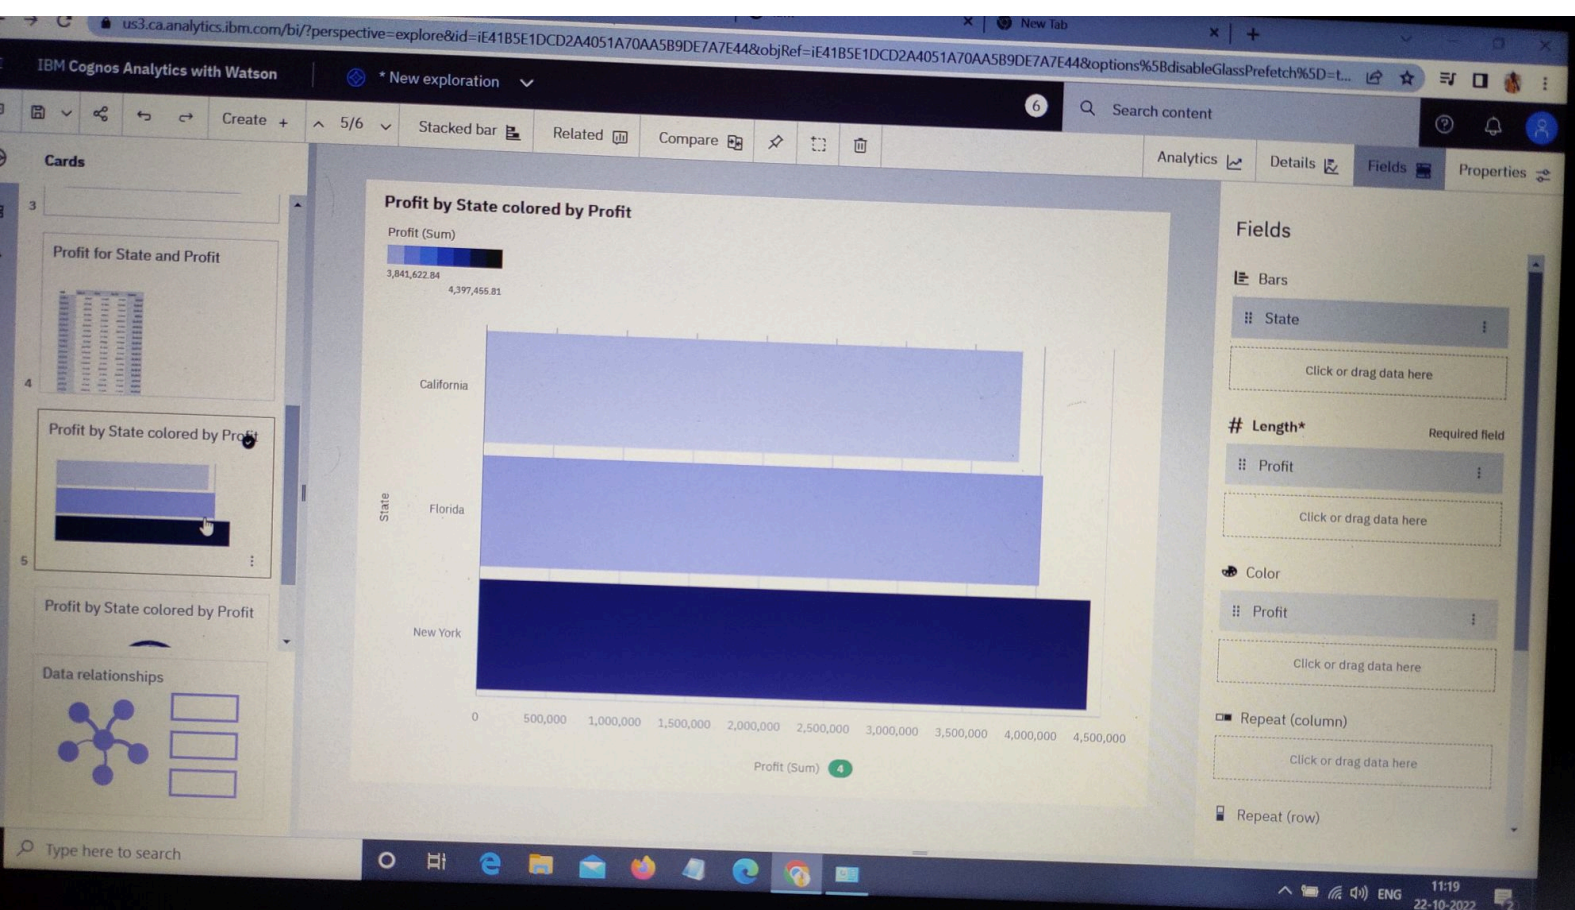 New Tab
us3.ca.analytics.ibm.com/bi/?perspective=explore&id=iE41B5E1DCD2A4051A70AA5B9DE7A7E44&objRef=iE41B5E1DCD2A4051A70AA5B9DE7A7E44&options%5BdisableGlassPrefetch%5D=t...
IBM Cognos Analytics with Watson
* New exploration
6
Search content
Create +
5/6
Stacked bar
Related
Compare
Analytics
Details
Fields
Properties
Cards
3
Profit for State and Profit
4
Profit by State colored by Profit
5
Profit by State colored by Profit
Data relationships
Profit by State colored by Profit
Profit (Sum)
3,841,622.84
4,397,455.81
State
California
Florida
New York
0 500,000 1,000,000 1,500,000 2,000,000 2,500,000 3,000,000 3,500,000 4,000,000 4,500,000
Profit (Sum) 4
Fields
Bars
State
Click or drag data here
# Length*
Required field
Profit
Click or drag data here
Color
Profit
Click or drag data here
Repeat (column)
Click or drag data here
Repeat (row)
Type here to search
ENG
11:19
22-10-2022
2